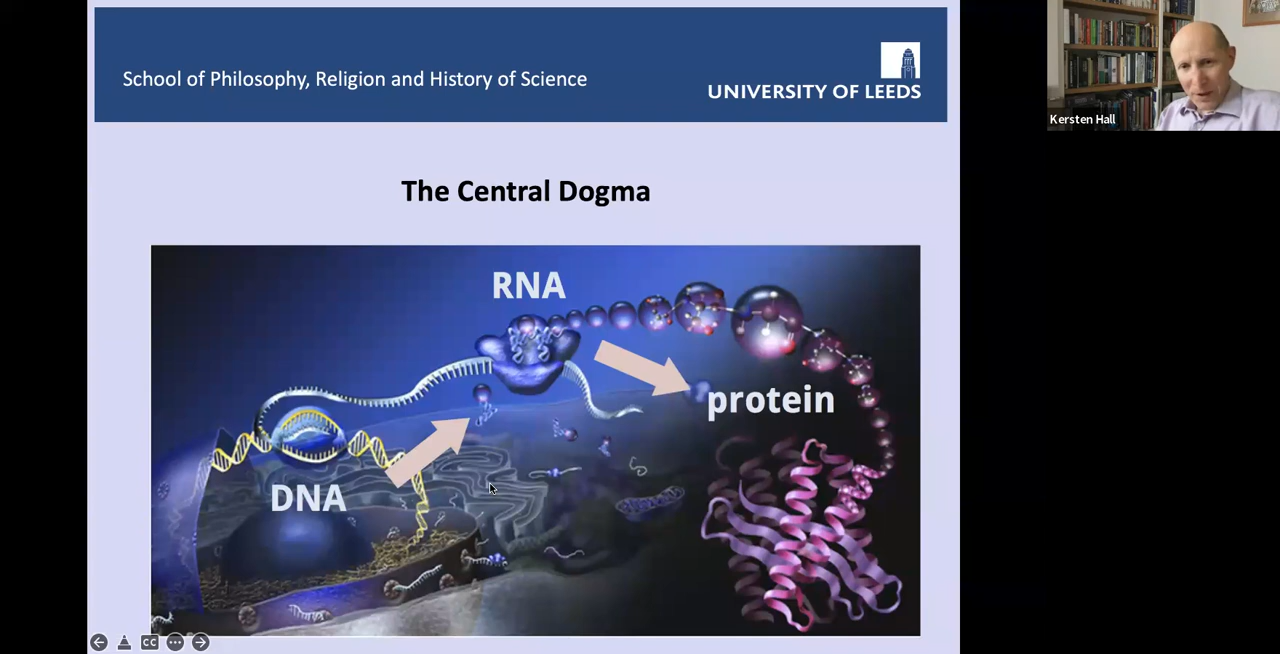 School of Philosophy, Religion and History of Science
UNIVERSITY OF LEEDS
Kersten Hall
The Central Dogma
RNA
protein
DNA
CC